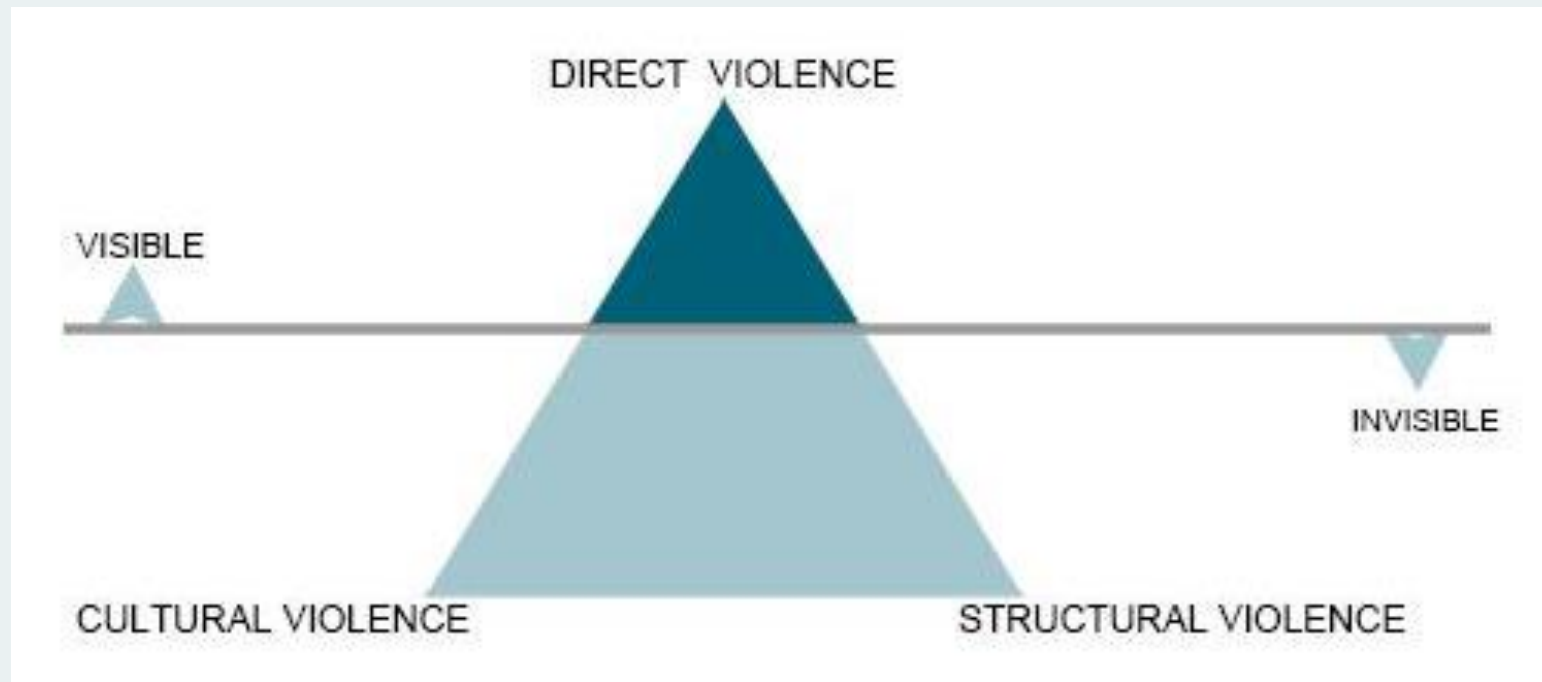 DIRECT VIOLENCE
VISIBLE
INVISIBLE
CULTURAL VIOLENCE
STRUCTURAL VIOLENCE